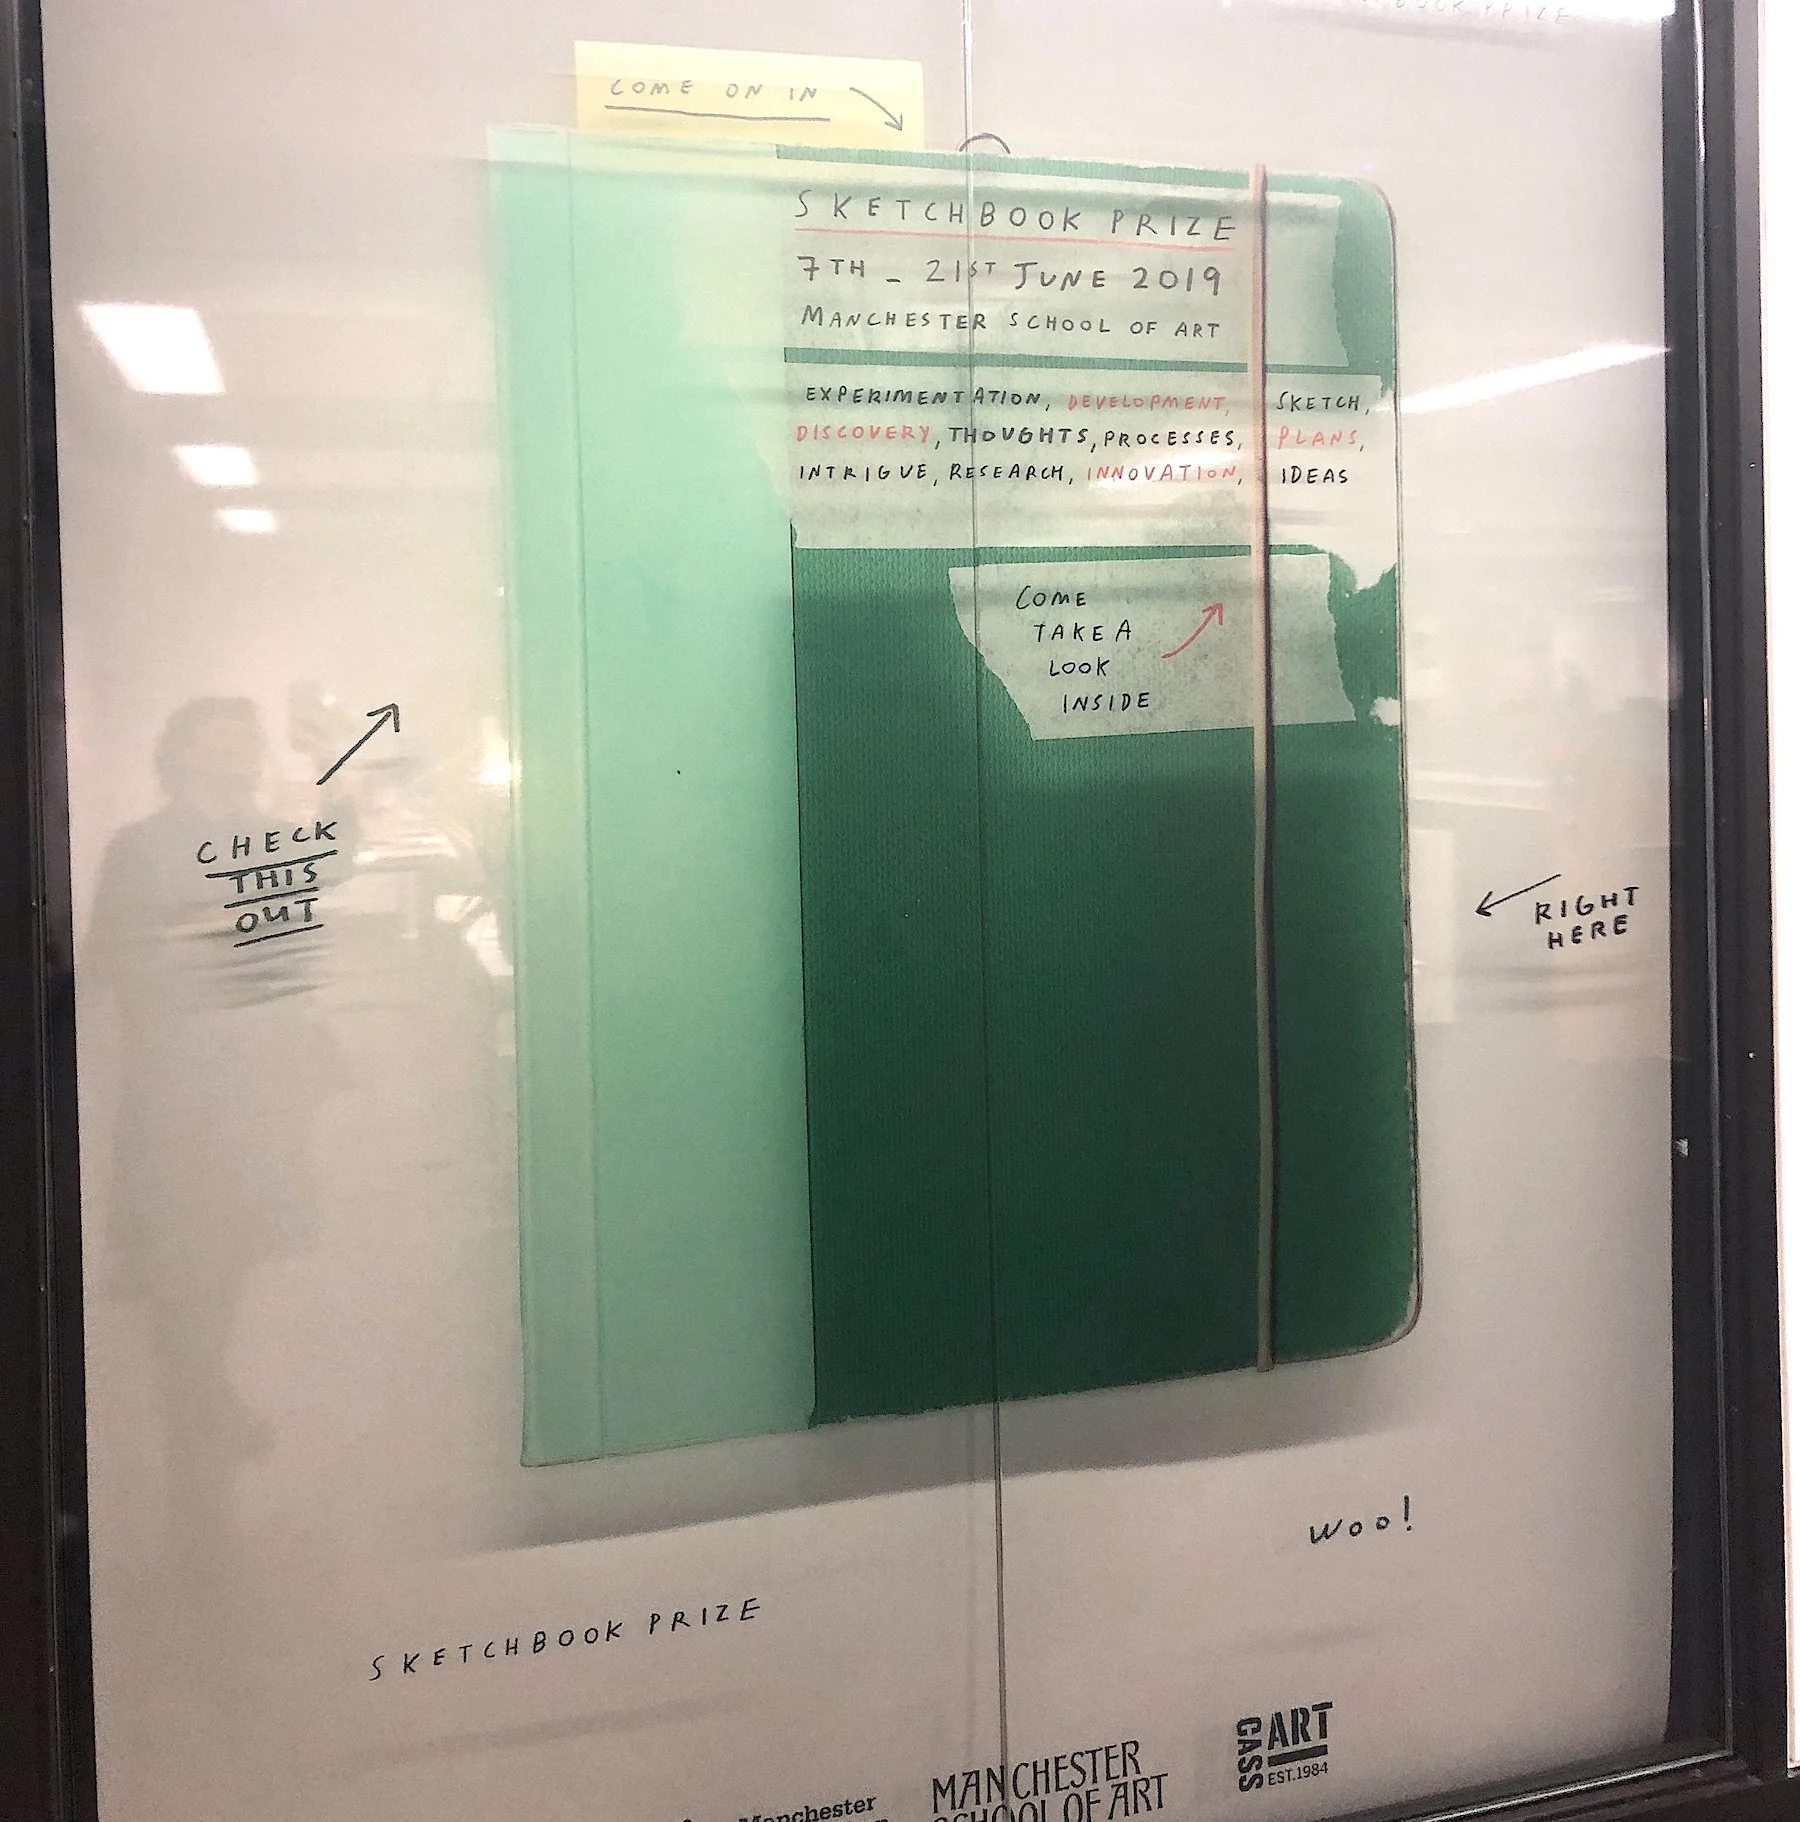 COME ON IN
SKETCHBOOK PRIZE
7TH - 21ST JUNE 2019
MANCHESTER SCHOOL OF ART
EXPERIMENTATION, DEVELOPMENT, SKETCH,
DISCOVERY, THOUGHTS, PROCESSES, PLANS,
INTRIGUE, RESEARCH, INNOVATION, IDEAS
COME
TAKE A
LOOK
INSIDE
CHECK
THIS
OUT
RIGHT
HERE
WOO!
SKETCHBOOK PRIZE
Manchester
MANCHESTER
SCHOOL OF ART
CASS
ART
EST.1984